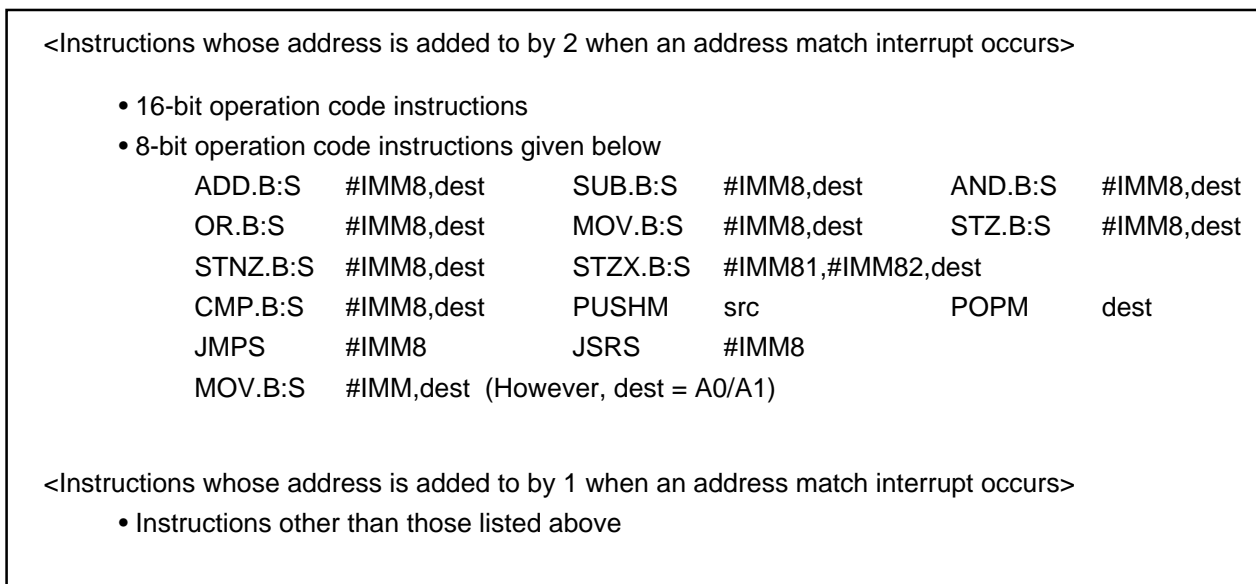 <Instructions whose address is added to by 2 when an address match interrupt occurs>
• 16-bit operation code instructions
• 8-bit operation code instructions given below
ADD.B:S #IMM8,dest SUB.B:S #IMM8,dest AND.B:S #IMM8,dest
OR.B:S #IMM8,dest MOV.B:S #IMM8,dest STZ.B:S #IMM8,dest
STNZ.B:S #IMM8,dest STZX.B:S #IMM81,#IMM82,dest
CMP.B:S #IMM8,dest PUSHM src POPM dest
JMPS #IMM8 JSRS #IMM8
MOV.B:S #IMM,dest (However, dest = A0/A1)
<Instructions whose address is added to by 1 when an address match interrupt occurs>
• Instructions other than those listed above